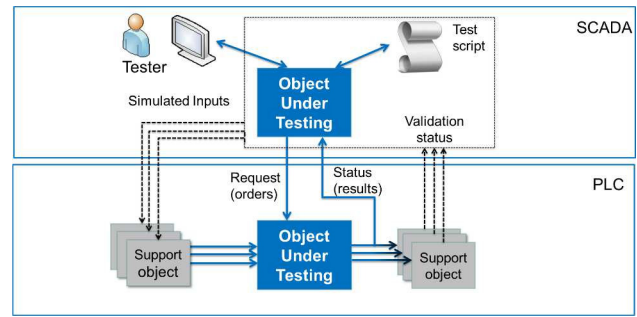 SCADA
Tester
Test
script
Object
Under
Testing
Simulated Inputs
Validation
status
Request
(orders)
Status
(results)
PLC
Support
object
Object
Under
Testing
Support
object